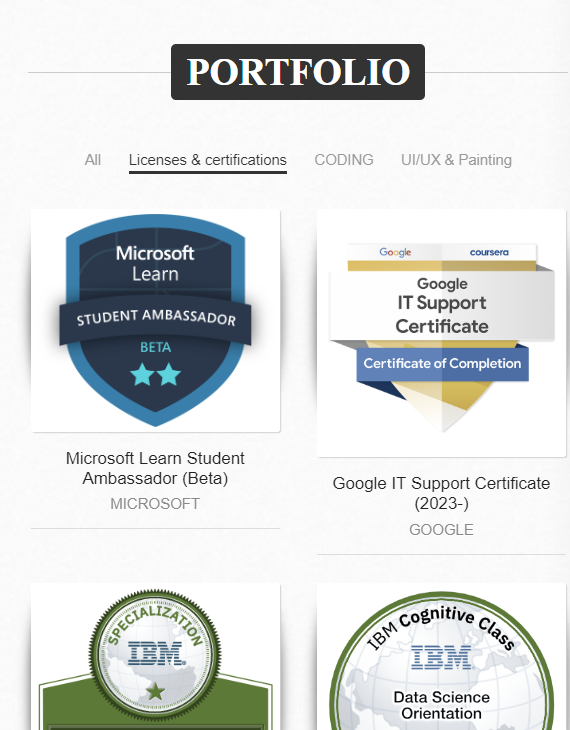 PORTFOLIO
All Licenses & certifications CODING UI/UX & Painting
Microsoft
Learn
STUDENT AMBASSADOR
BETA
Google coursera
Google
IT Support
Certificate
Certificate of Completion
Microsoft Learn Student
Ambassador (Beta)
MICROSOFT
Google IT Support Certificate
(2023-)
GOOGLE
SPECIALIZATION
IBM.
IBM Cognitive Class
IBM
Data Science
Orientation